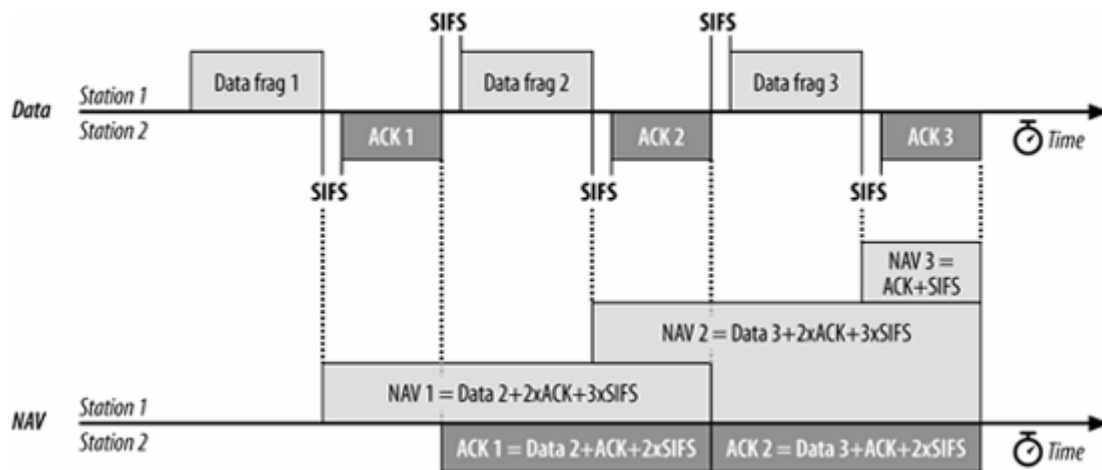 SIFS
SIFS
Data frag 1
Data frag 2
Data frag 3
Station 1
Data
Station 2
ACK 1
ACK 2
ACK 3
Time
SIFS
SIFS
SIFS
NAV 3 =
ACK+SIFS
NAV 2 = Data 3+2xACK+3xSIFS
NAV 1 = Data 2+2xACK+3xSIFS
Station 1
NAV
Station 2
ACK 1 = Data 2+ACK+2xSIFS
ACK 2 = Data 3+ACK+2xSIFS
Time